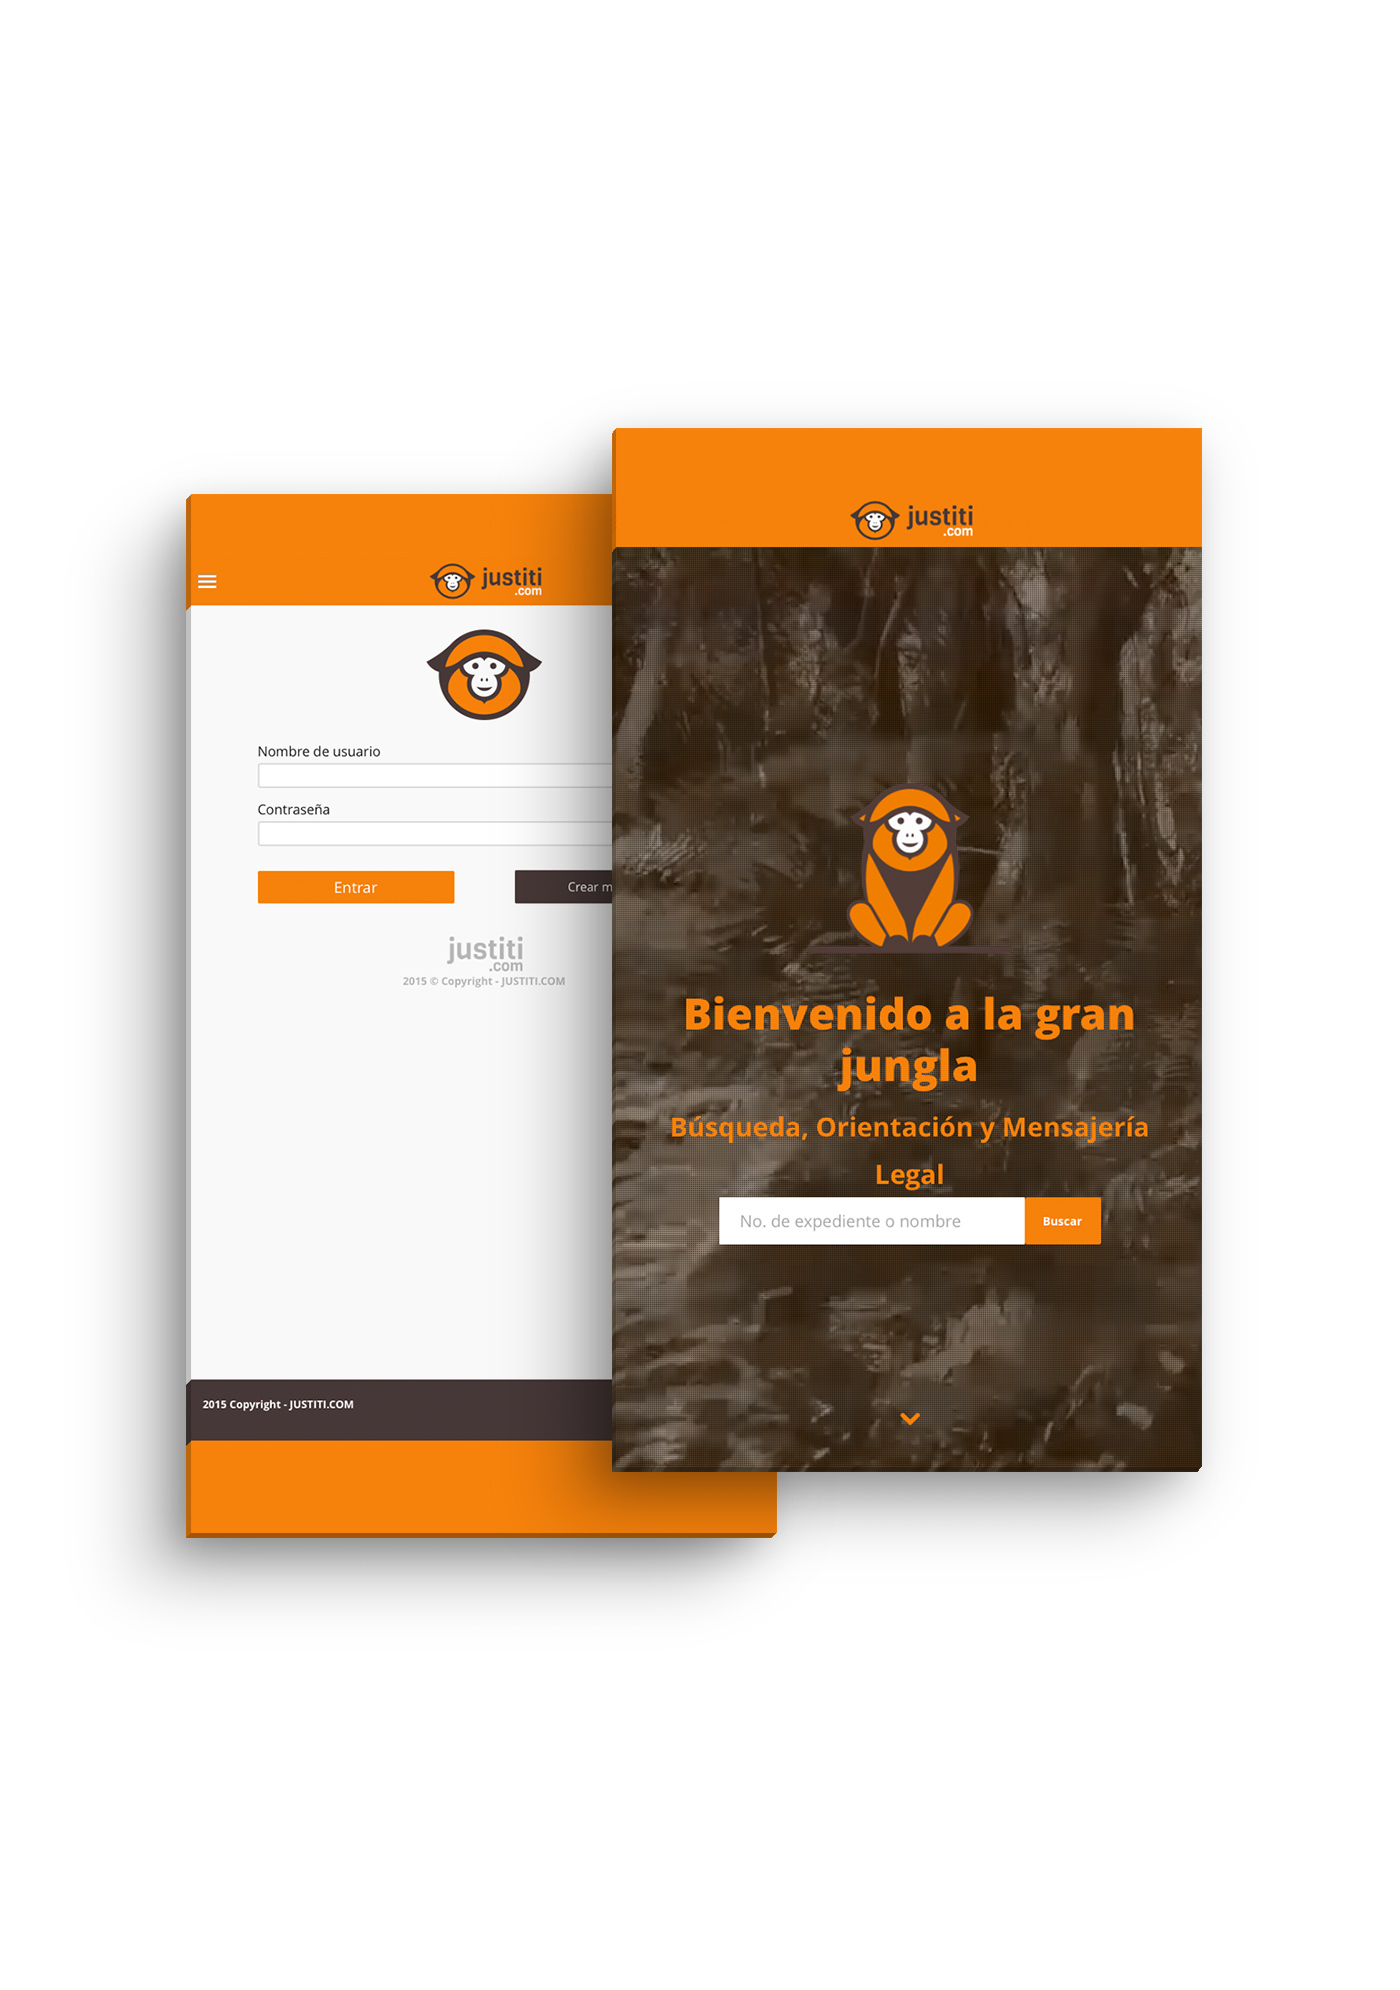 justiti
.com
Nombre de usuario
Contraseña
Entrar
Crear m
justiti
.com
2015 © Copyright - JUSTITI.COM
2015 Copyright - JUSTITI.COM
justiti
.com
Bienvenido a la gran
jungla
Búsqueda, Orientación y Mensajería
Legal
No. de expediente o nombre
Buscar